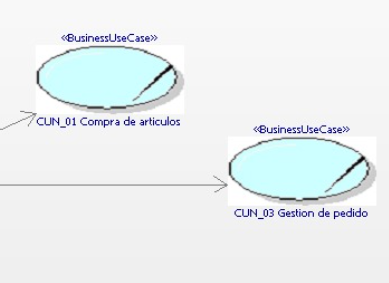 «BusinessUseCase»
CUN_01 Compra de articulos
«BusinessUseCase»
CUN_03 Gestion de pedido